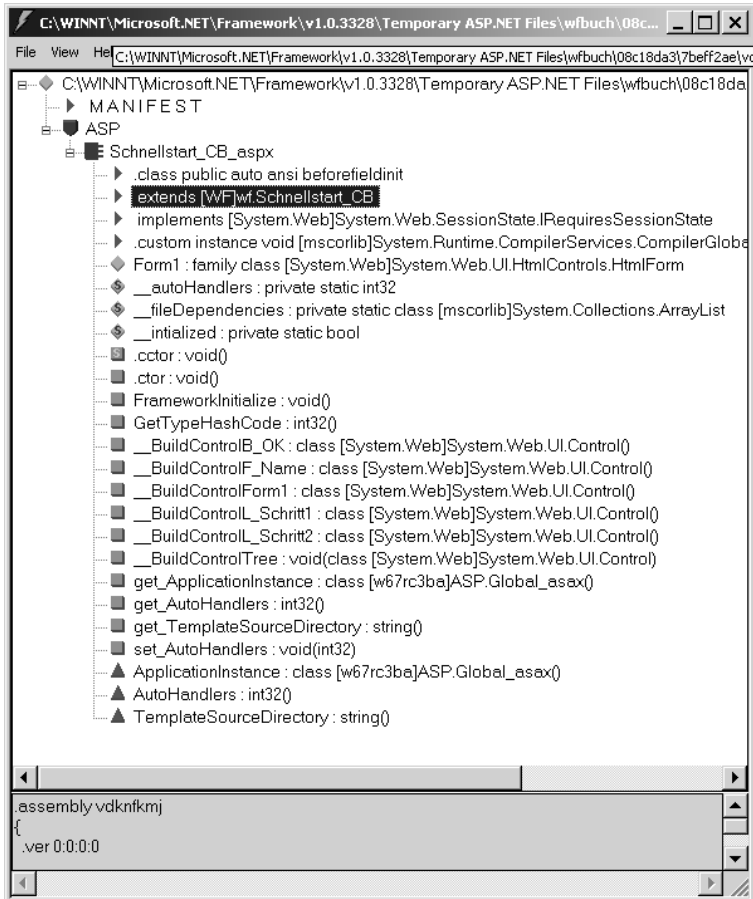 C:\WINNT\Microsoft.NET\Framework\v1.0.3328\Temporary ASP.NET Files\wfbuch\08c...
File View Hel
C:\WINNT\Microsoft.NET\Framework\v1.0.3328\Temporary ASP.NET Files\wfbuch\08c18da3\7beff2ae\vd
C:\WINNT\Microsoft.NET\Framework\v1.0.3328\Temporary ASP.NET Files\wfbuch\08c18da
MANIFEST
ASP
Schnellstart_CB_aspx
.class public auto ansi beforefieldinit
extends [WF]wf.Schnellstart_CB
implements [System.Web]System.Web.SessionState.IRequiresSessionState
.custom instance void [mscorlib]System.Runtime.CompilerServices.CompilerGloba
Form1 : family class [System.Web]System.Web.UI.HtmlControls.HtmlForm
__autoHandlers : private static int32
__fileDependencies : private static class [mscorlib]System.Collections.ArrayList
__intialized : private static bool
.cctor : void()
.ctor : void()
FrameworkInitialize : void()
GetTypeHashCode : int32()
__BuildControlB_OK : class [System.Web]System.Web.UI.Control()
__BuildControlF_Name : class [System.Web]System.Web.UI.Control()
__BuildControlForm1 : class [System.Web]System.Web.UI.Control()
__BuildControlL_Schritt1 : class [System.Web]System.Web.UI.Control()
__BuildControlL_Schritt2 : class [System.Web]System.Web.UI.Control()
__BuildControlTree : void(class [System.Web]System.Web.UI.Control)
get_ApplicationInstance : class [w67rc3ba]ASP.Global_asax()
get_AutoHandlers : int32()
get_TemplateSourceDirectory : string()
set_AutoHandlers : void(int32)
ApplicationInstance : class [w67rc3ba]ASP.Global_asax()
AutoHandlers : int32()
TemplateSourceDirectory : string()
.assembly vdknfkmj
{
.ver 0:0:0:0